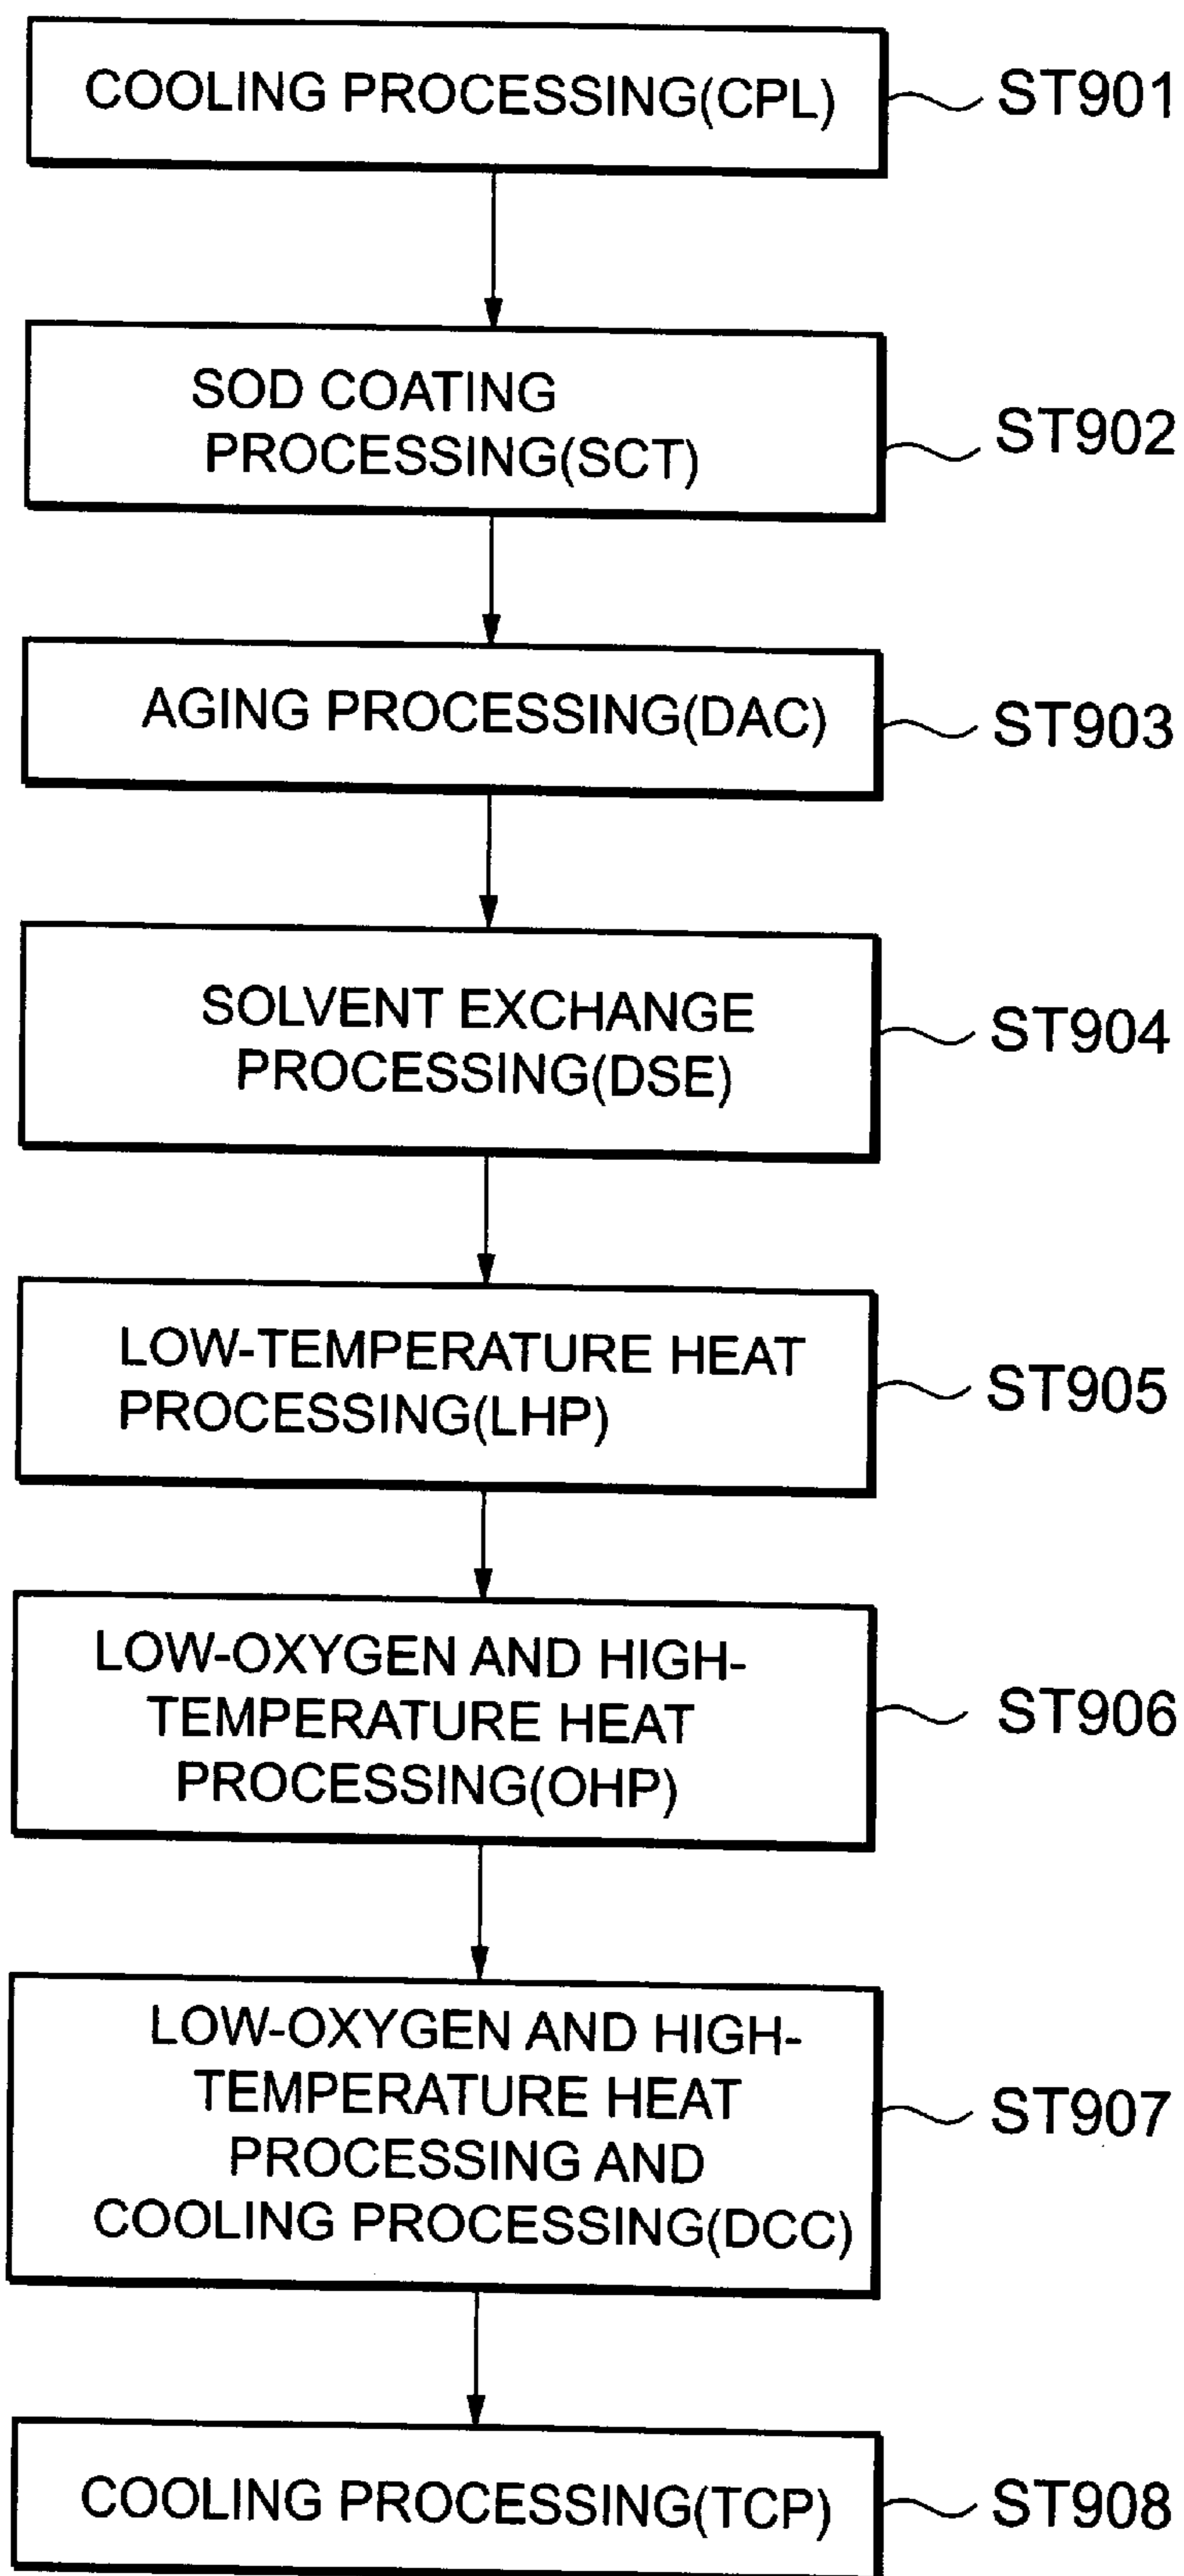 COOLING PROCESSING(CPL)
ST901
SOD COATING
PROCESSING(SCT)
ST902
AGING PROCESSING(DAC)
ST903
SOLVENT EXCHANGE
PROCESSING(DSE)
ST904
LOW-TEMPERATURE HEAT
PROCESSING(LHP)
ST905
LOW-OXYGEN AND HIGH-
TEMPERATURE HEAT
PROCESSING(OHP)
ST906
LOW-OXYGEN AND HIGH-
TEMPERATURE HEAT
PROCESSING AND
COOLING PROCESSING(DCC)
ST907
COOLING PROCESSING(TCP)
ST908